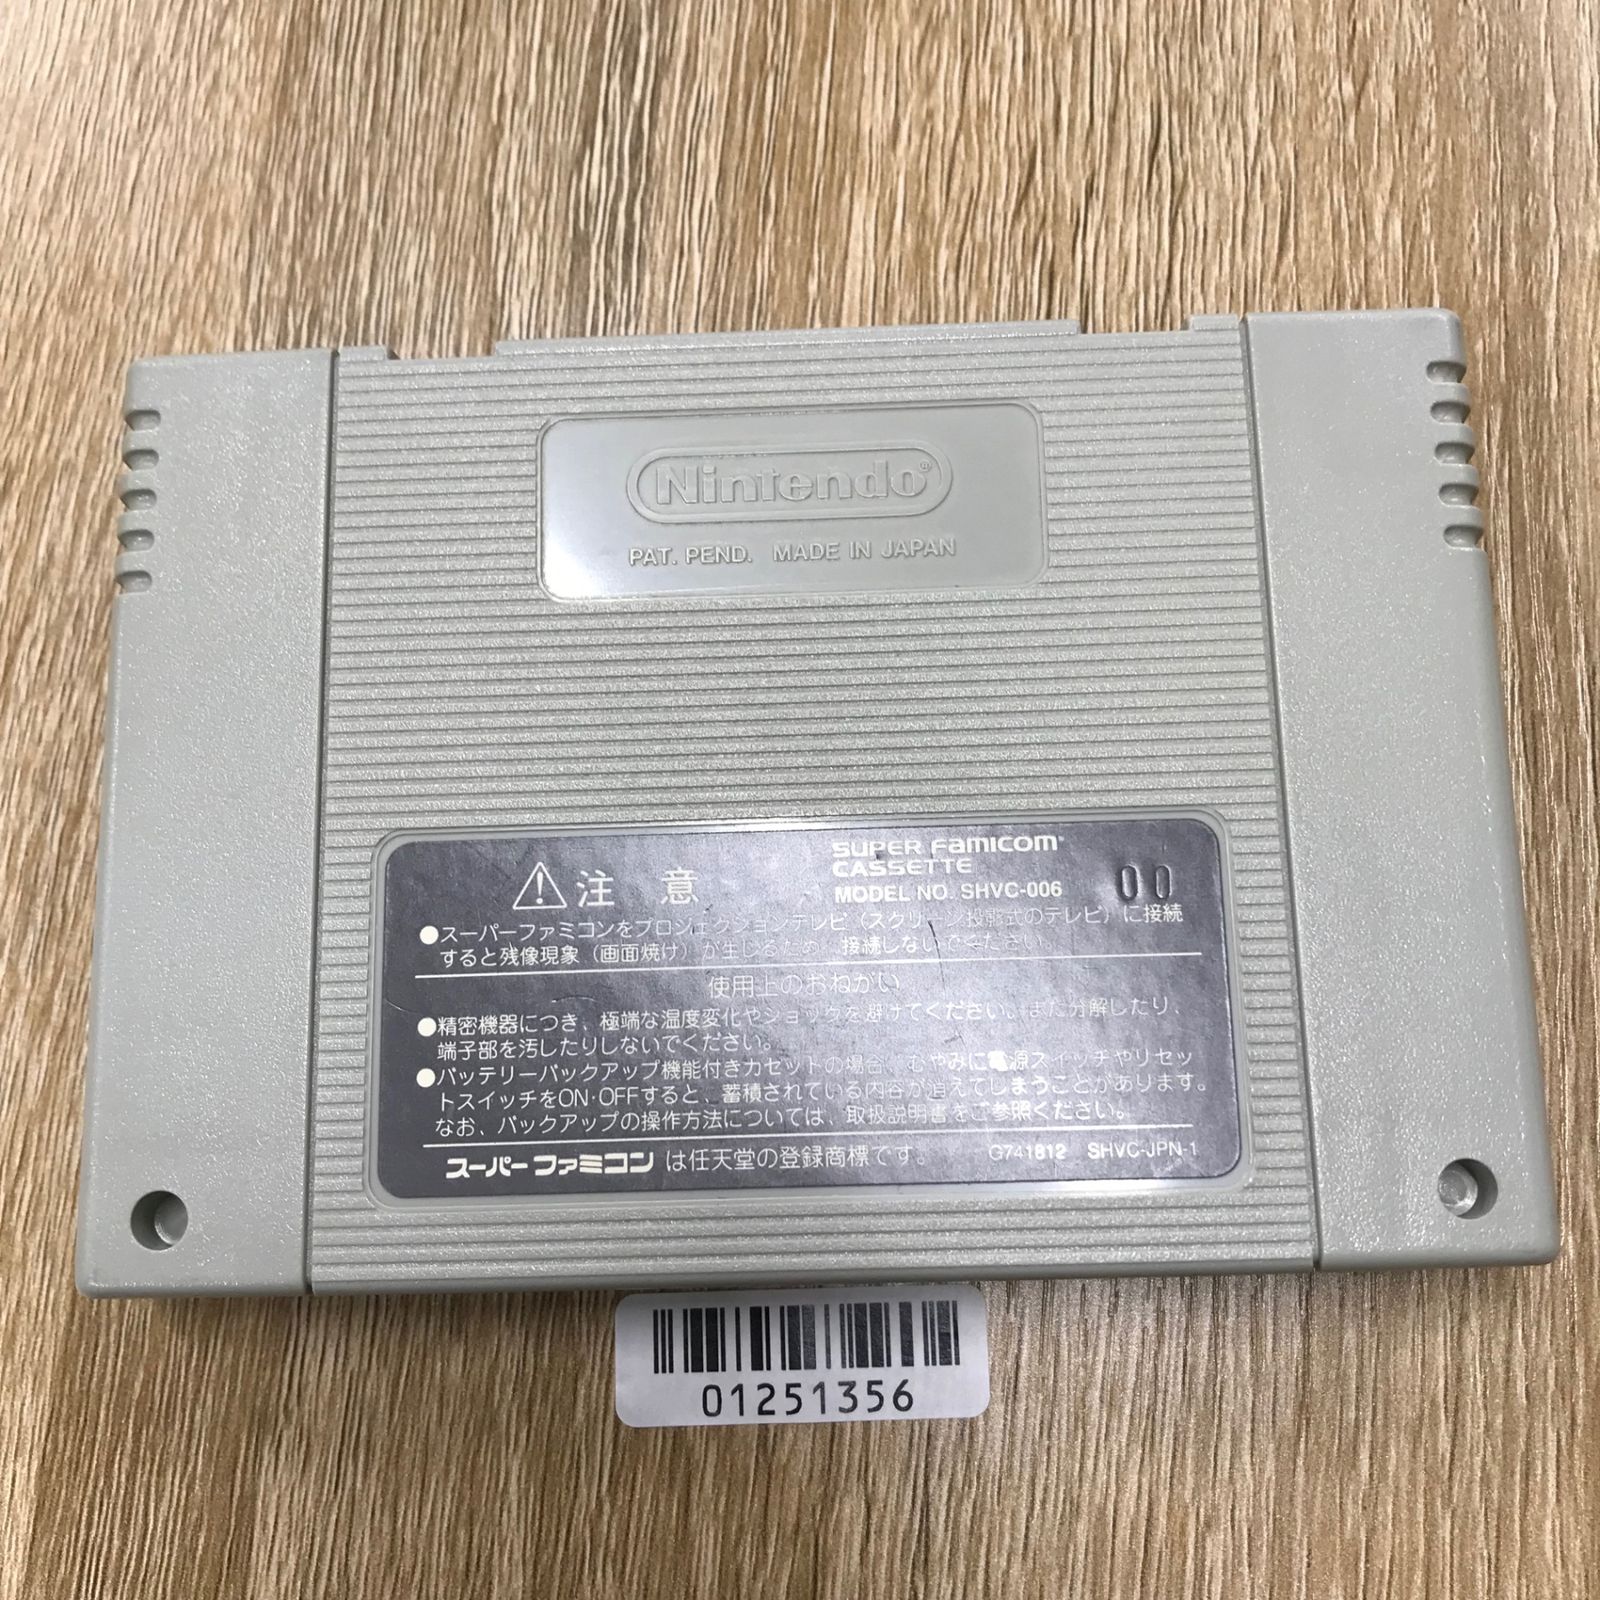 Nintendo®
PAT. PEND. MADE IN JAPAN
⚠注 意
SUPER Famicom
CASSETTE
MODEL NO. SHVC-006
00
●スーパーファミコンをプロジェクションテレビ(スクリーン投影式のテレビ)に接続
すると残像現象(画面焼け)が生じるため、接続しないでください。
使用上のおねがい
●精密機器につき、極端な温度変化やショックを避けてください。また分解したり、
端子部を汚したりしないでください。
●バッテリーバックアップ機能付きカセットの場合、むやみに電源スイッチやリセッ
トスイッチをON・OFFすると、蓄積されている内容が消えてしまうことがあります。
なお、バックアップの操作方法については、取扱説明書をご参照ください。
スーパーファミコンは任天堂の登録商標です。 G741812 SHVC-JPN-1
01251356